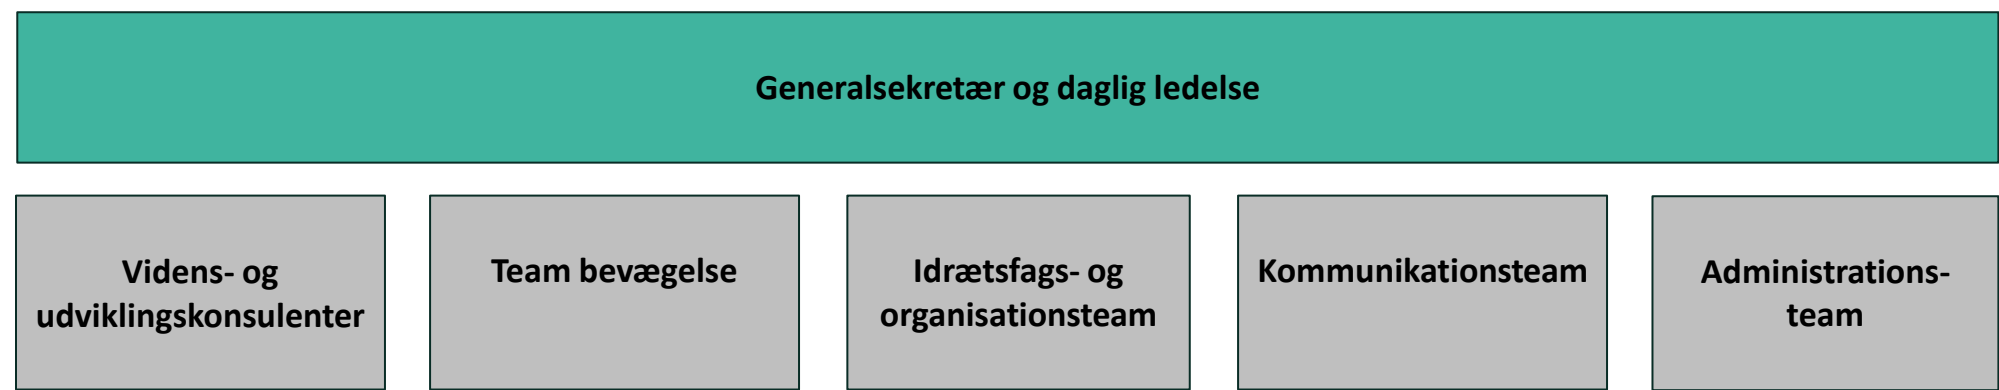 Generalsekretær og daglig ledelse
Videns- og
udviklingskonsulenter
Team bevægelse
Idrætsfags- og
organisationsteam
Kommunikationsteam
Administrations-
team